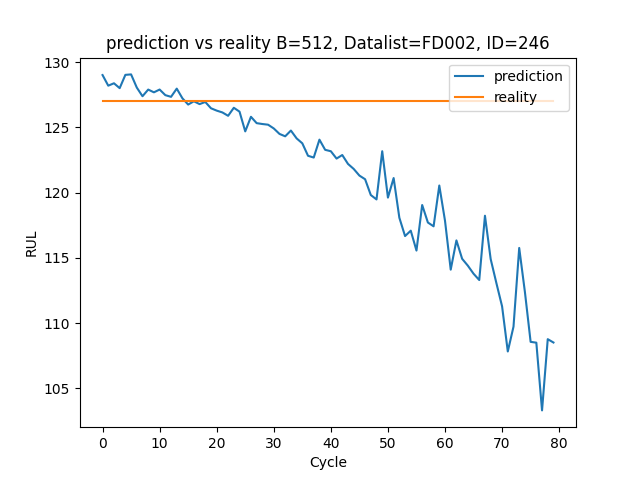 prediction vs reality B=512, Datalist=FD002, ID=246
130
125
120
115
110
105
RUL
prediction
reality
0 10 20 30 40 50 60 70 80
Cycle